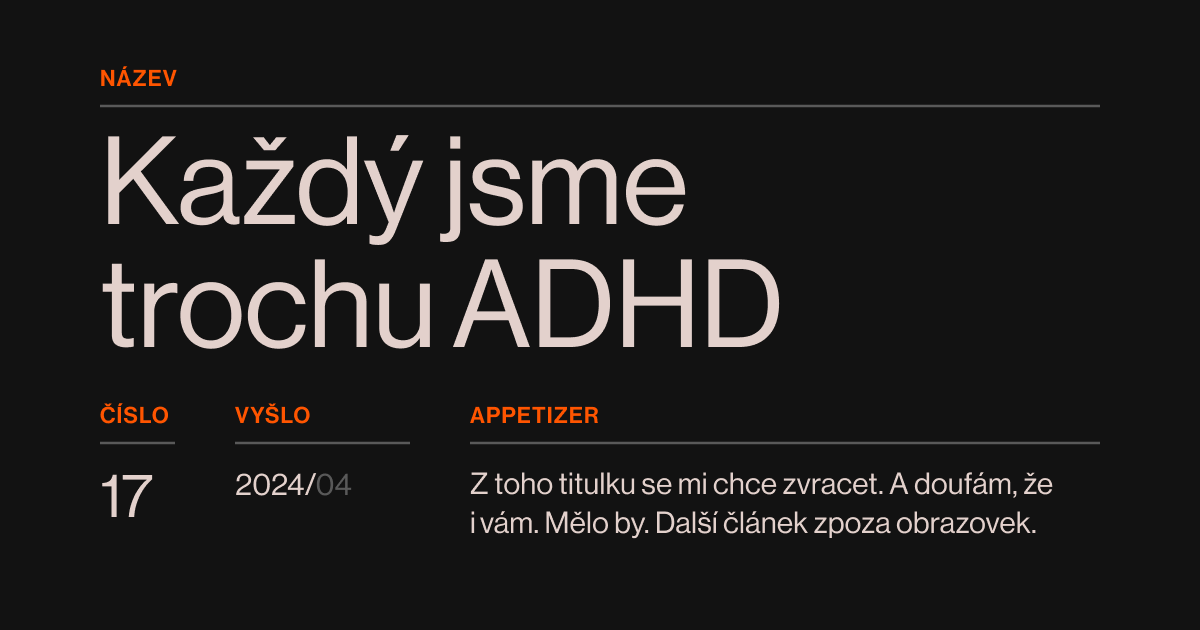 NÁZEV
Každý jsme
trochu ADHD
ČÍSLO
17
VYŠLO
2024/04
APPETIZER
Z toho titulku se mi chce zvracet. A doufám, že
i vám. Mělo by. Další článek zpoza obrazovek.